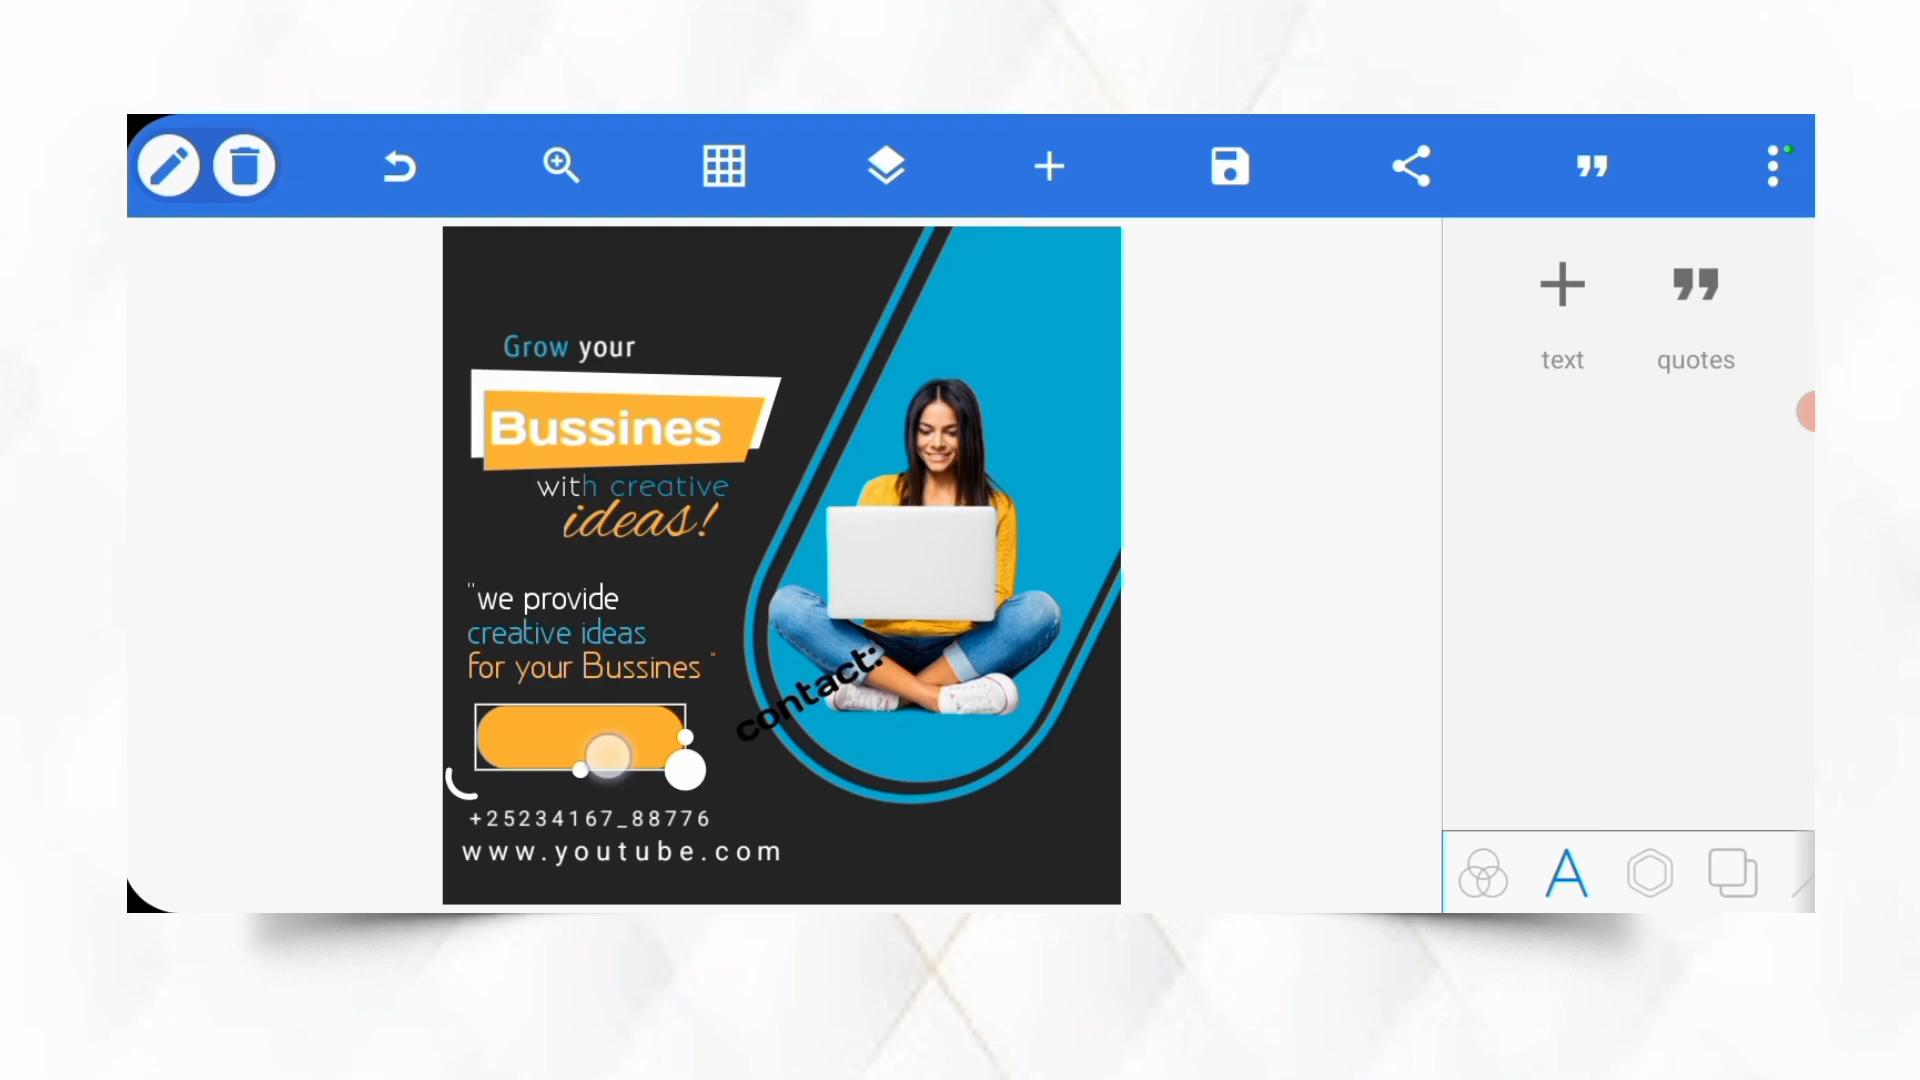 Grow your
Bussines
with creative
ideas!
"we provide
creative ideas
for your Bussines "
contact:
+25234167_88776
www.youtube.com
text quotes